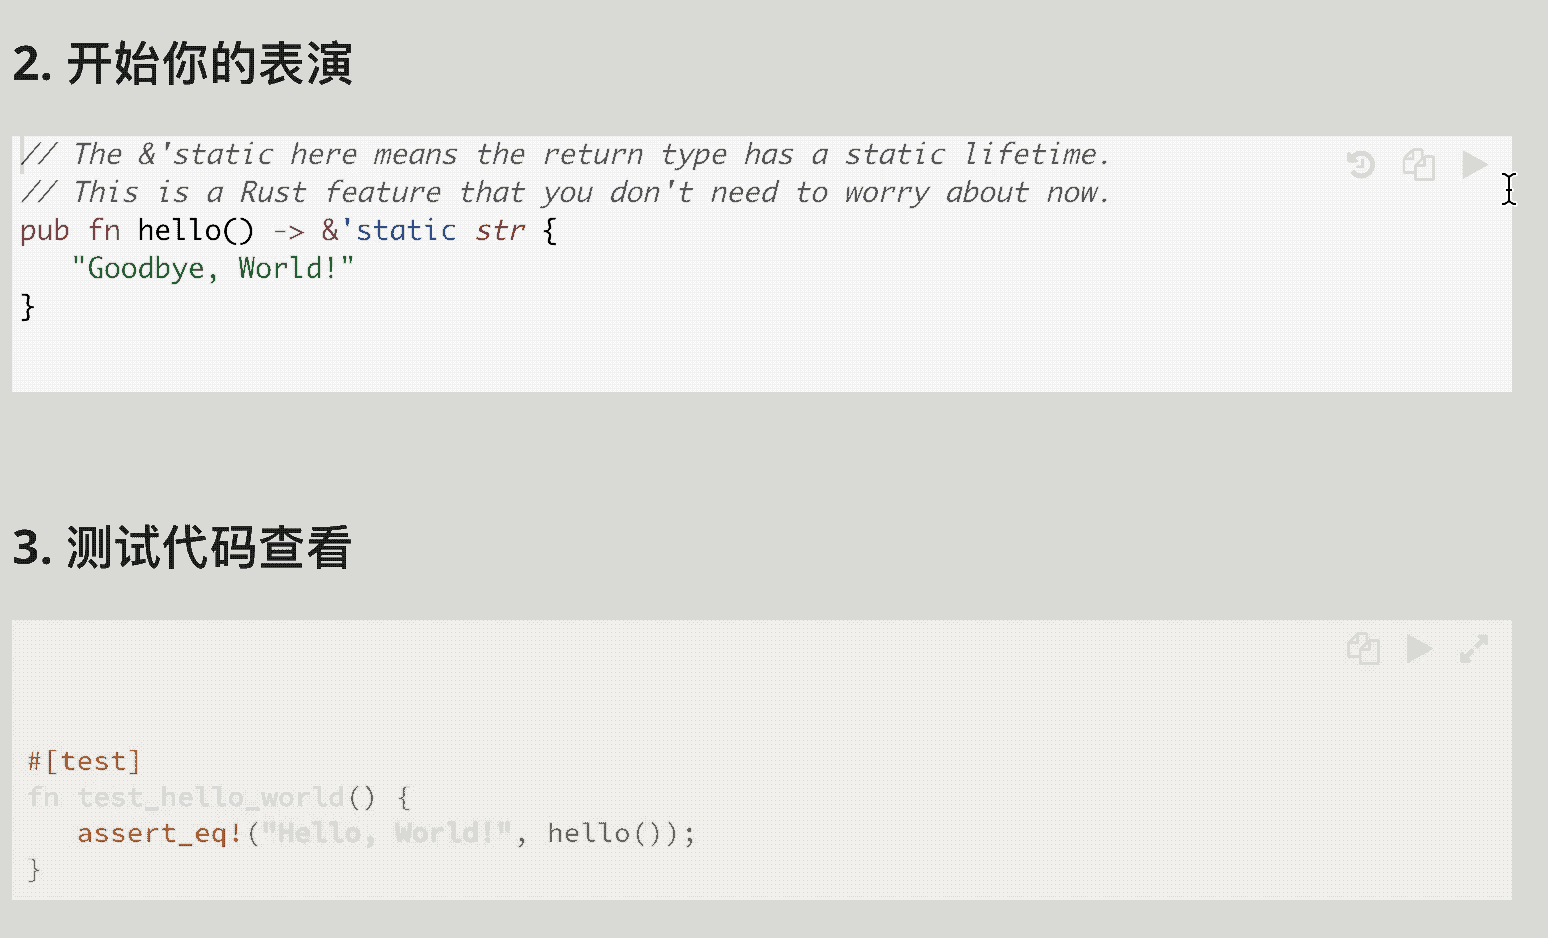 2. 开始你的表演
// The &'static here means the return type has a static lifetime.
// This is a Rust feature that you don't need to worry about now.
pub fn hello() -> &'static str {
"Goodbye, World!"
}
3. 测试代码查看
#[test]
fn test_hello_world() {
assert_eq!("Hello, World!", hello());
}